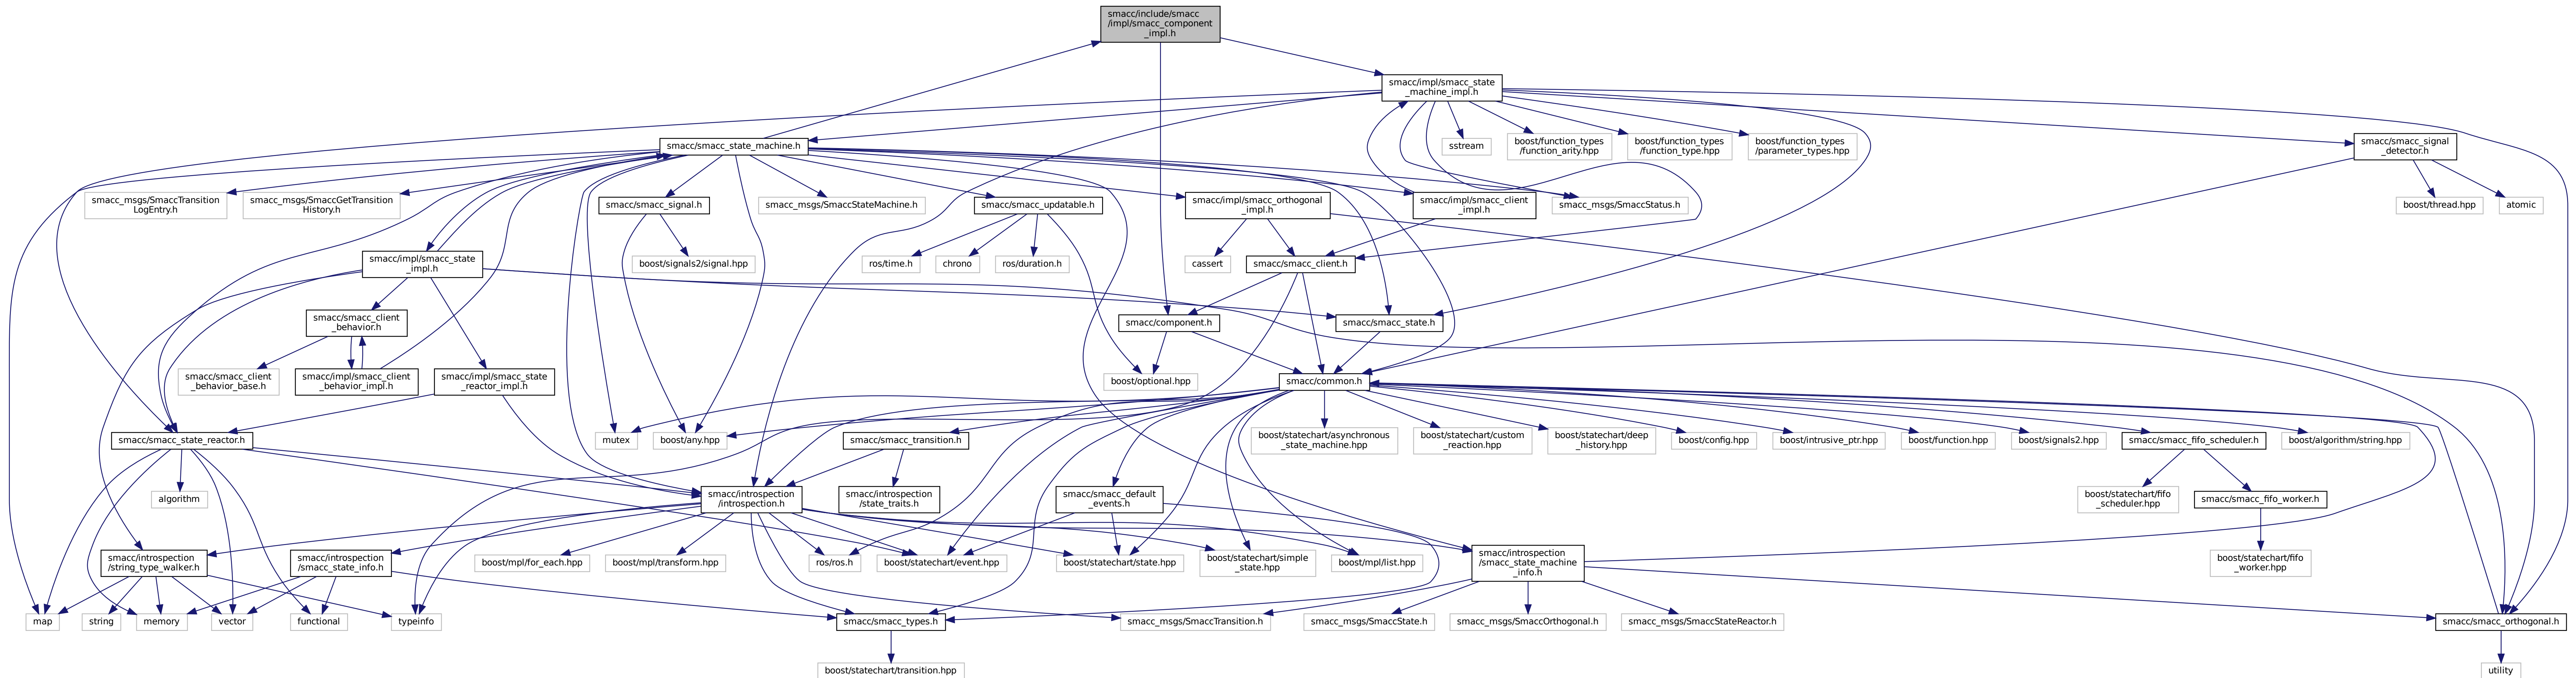 smacc/include/smacc
/impl/smacc_component
_impl.h
smacc/impl/smacc_state
_machine_impl.h
smacc/smacc_state_machine.h
sstream
boost/function_types
/function_arity.hpp
boost/function_types
/function_type.hpp
boost/function_types
/parameter_types.hpp
smacc/smacc_signal
_detector.h
smacc_msgs/SmaccTransition
LogEntry.h
smacc_msgs/SmaccGetTransition
History.h
smacc/smacc_signal.h
smacc_msgs/SmaccStateMachine.h
smacc/smacc_updatable.h
smacc/impl/smacc_orthogonal
_impl.h
smacc/impl/smacc_client
_impl.h
smacc_msgs/SmaccStatus.h
boost/thread.hpp
atomic
smacc/impl/smacc_state
_impl.h
boost/signals2/signal.hpp
ros/time.h
chrono
ros/duration.h
cassert
smacc/smacc_client.h
smacc/smacc_client
_behavior.h
smacc/component.h
smacc/smacc_state.h
smacc/smacc_client
_behavior_base.h
smacc/impl/smacc_client
_behavior_impl.h
smacc/impl/smacc_state
_reactor_impl.h
boost/optional.hpp
smacc/common.h
smacc/smacc_state_reactor.h
mutex
boost/any.hpp
smacc/smacc_transition.h
boost/statechart/asynchronous
_state_machine.hpp
boost/statechart/custom
_reaction.hpp
boost/statechart/deep
_history.hpp
boost/config.hpp
boost/intrusive_ptr.hpp
boost/function.hpp
boost/signals2.hpp
smacc/smacc_fifo_scheduler.h
boost/algorithm/string.hpp
algorithm
smacc/introspection
/introspection.h
smacc/introspection
/state_traits.h
smacc/smacc_default
_events.h
boost/statechart/fifo
_scheduler.hpp
smacc/smacc_fifo_worker.h
smacc/introspection
/string_type_walker.h
smacc/introspection
/smacc_state_info.h
boost/mpl/for_each.hpp
boost/mpl/transform.hpp
ros/ros.h
boost/statechart/event.hpp
boost/statechart/state.hpp
boost/statechart/simple
_state.hpp
boost/mpl/list.hpp
smacc/introspection
/smacc_state_machine
_info.h
boost/statechart/fifo
_worker.hpp
map
string
memory
vector
functional
typeinfo
smacc/smacc_types.h
smacc_msgs/SmaccTransition.h
smacc_msgs/SmaccState.h
smacc_msgs/SmaccOrthogonal.h
smacc_msgs/SmaccStateReactor.h
smacc/smacc_orthogonal.h
boost/statechart/transition.hpp
utility